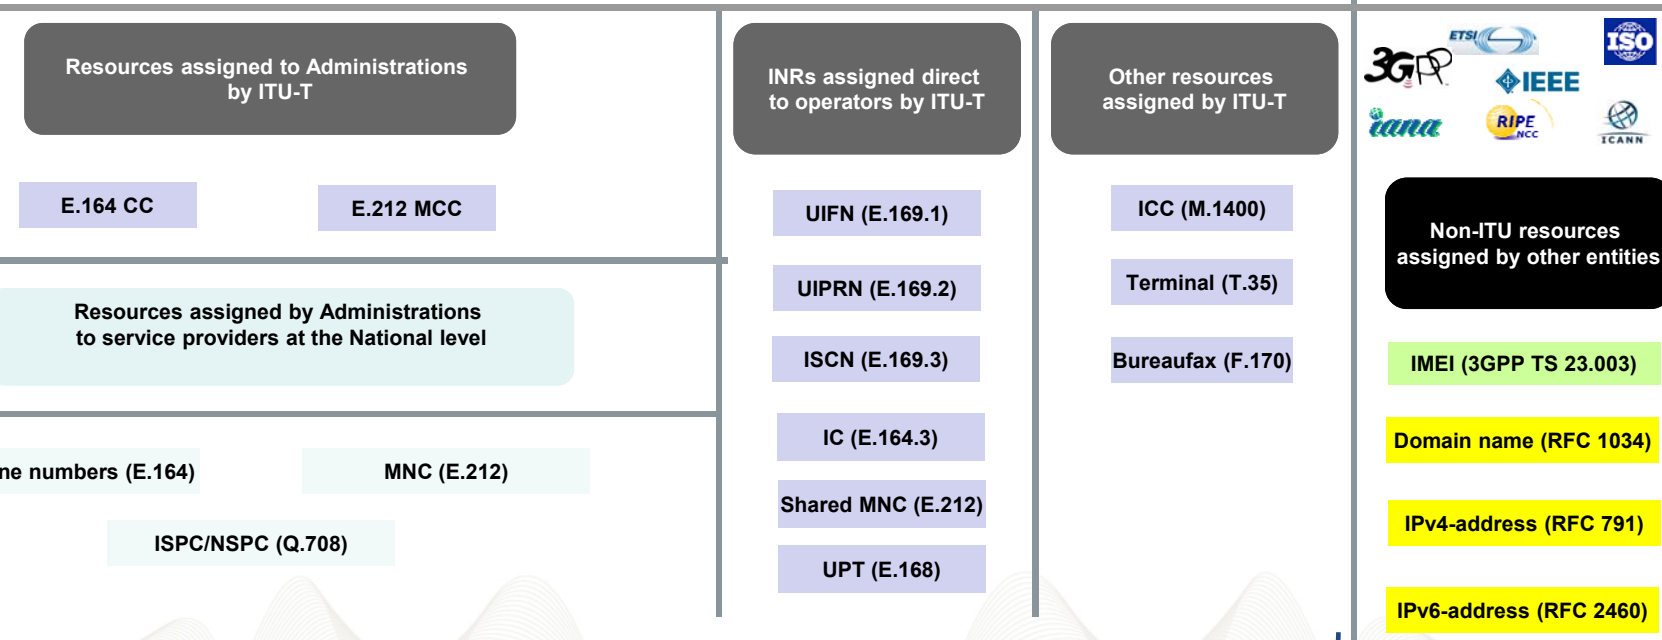 Resources assigned to Administrations
by ITU-T
E.164 CC
E.212 MCC
Resources assigned by Administrations
to service providers at the National level
ne numbers (E.164)
MNC (E.212)
ISPC/NSPC (Q.708)
INRs assigned direct
to operators by ITU-T
UIFN (E.169.1)
UIPRN (E.169.2)
ISCN (E.169.3)
IC (E.164.3)
Shared MNC (E.212)
UPT (E.168)
Other resources
assigned by ITU-T
ICC (M.1400)
Terminal (T.35)
Bureaufax (F.170)
ETSI
ISO
3GPP
IEEE
iana
RIPE
NCC
ICANN
Non-ITU resources
assigned by other entities
IMEI (3GPP TS 23.003)
Domain name (RFC 1034)
IPv4-address (RFC 791)
IPv6-address (RFC 2460)